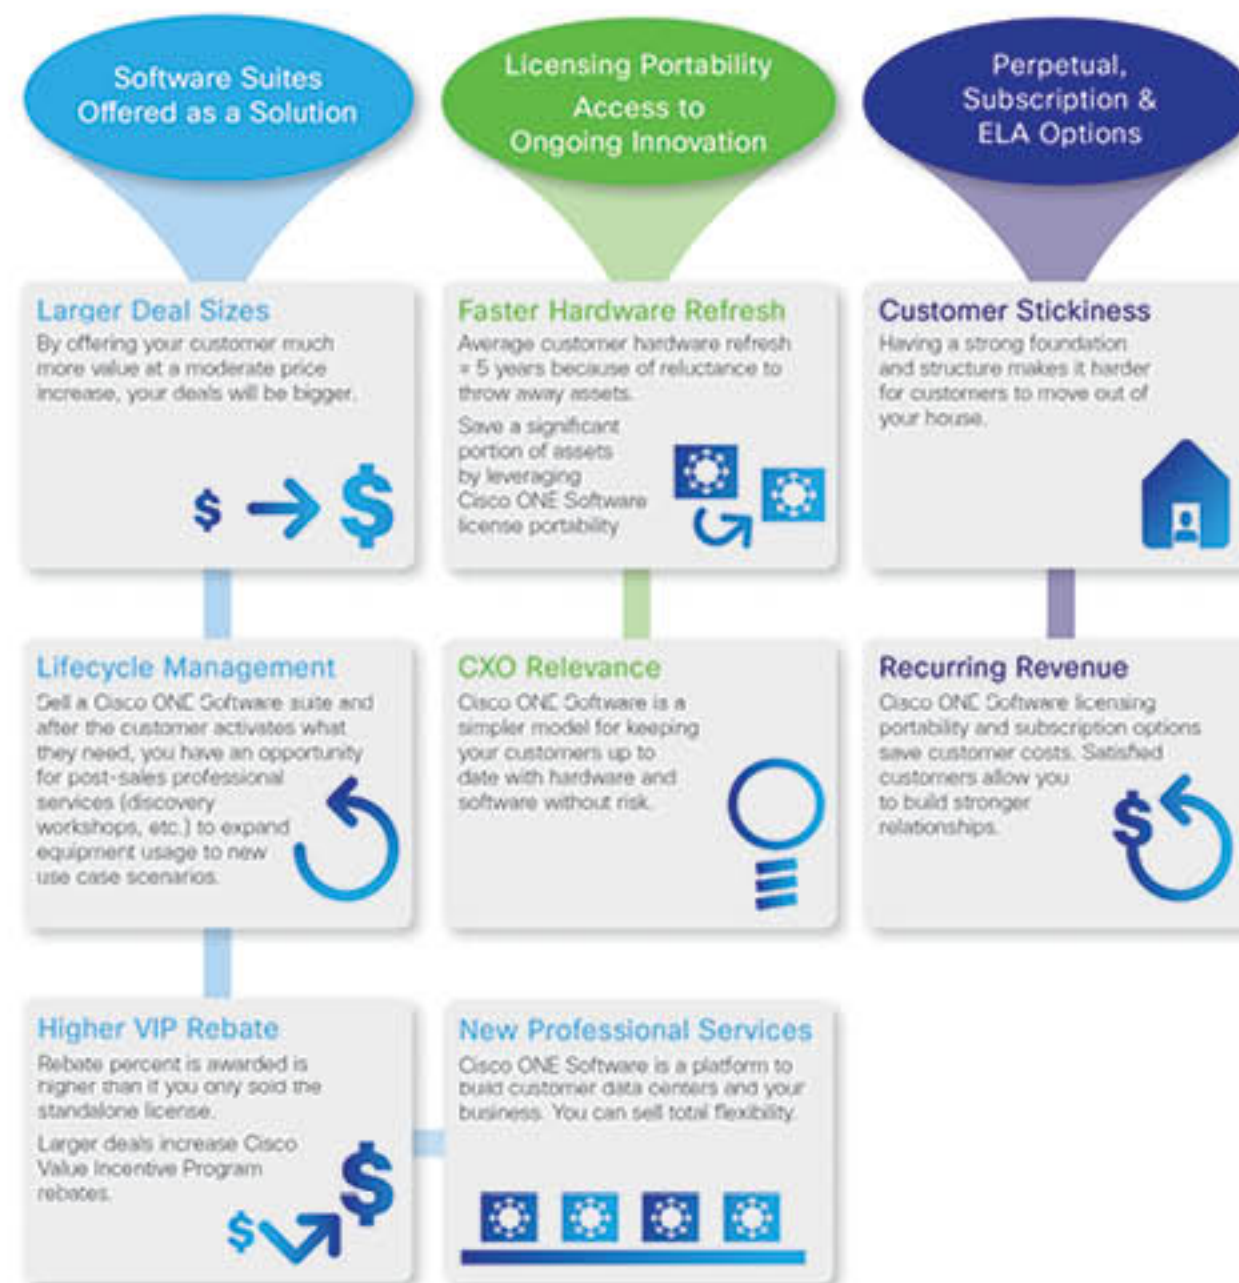 Software Suites
Offered as a Solution
Licensing Portability
Access to
Ongoing Innovation
Perpetual,
Subscription &
ELA Options
Larger Deal Sizes
By offering your customer much
more value at a moderate price
increase, your deals will be bigger.
$
$
Faster Hardware Refresh
Average customer hardware refresh
= 5 years because of reluctance to
throw away assets.
Save a significant
portion of assets
by leveraging
Cisco ONE Software
license portability
Customer Stickiness
Having a strong foundation
and structure makes it harder
for customers to move out of
your house.
Lifecycle Management
Sell a Cisco ONE Software suite and
after the customer activates what
they need, you have an opportunity
for post-sales professional
services (discovery
workshops, etc.) to expand
equipment usage to new
use case scenarios.
CXO Relevance
Cisco ONE Software is a
simpler model for keeping
your customers up to
date with hardware and
software without risk.
Recurring Revenue
Cisco ONE Software licensing
portability and subscription options
save customer costs. Satisfied
customers allow you
to build stronger
relationships.
$
Higher VIP Rebate
Rebate percent is awarded is
higher than if you only sold the
standalone license.
Larger deals increase Cisco
Value Incentive Program
rebates.
$
$
New Professional Services
Cisco ONE Software is a platform to
build customer data centers and your
business. You can sell total flexibility.